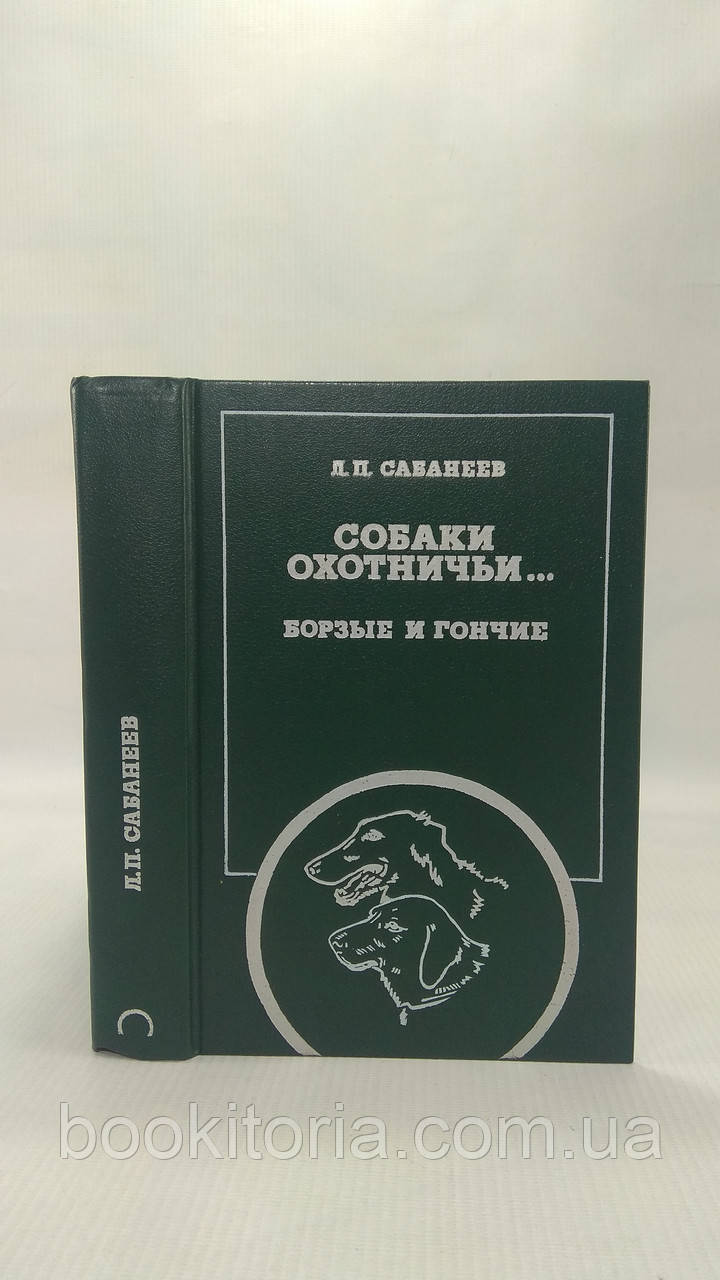 Л.П. САБАНЕЕВ
СОБАКИ
ОХОТНИЧЬИ...
БОРЗЫЕ И ГОНЧИЕ
Л.П. САБАНЕЕВ
С
bookitoria.com.ua